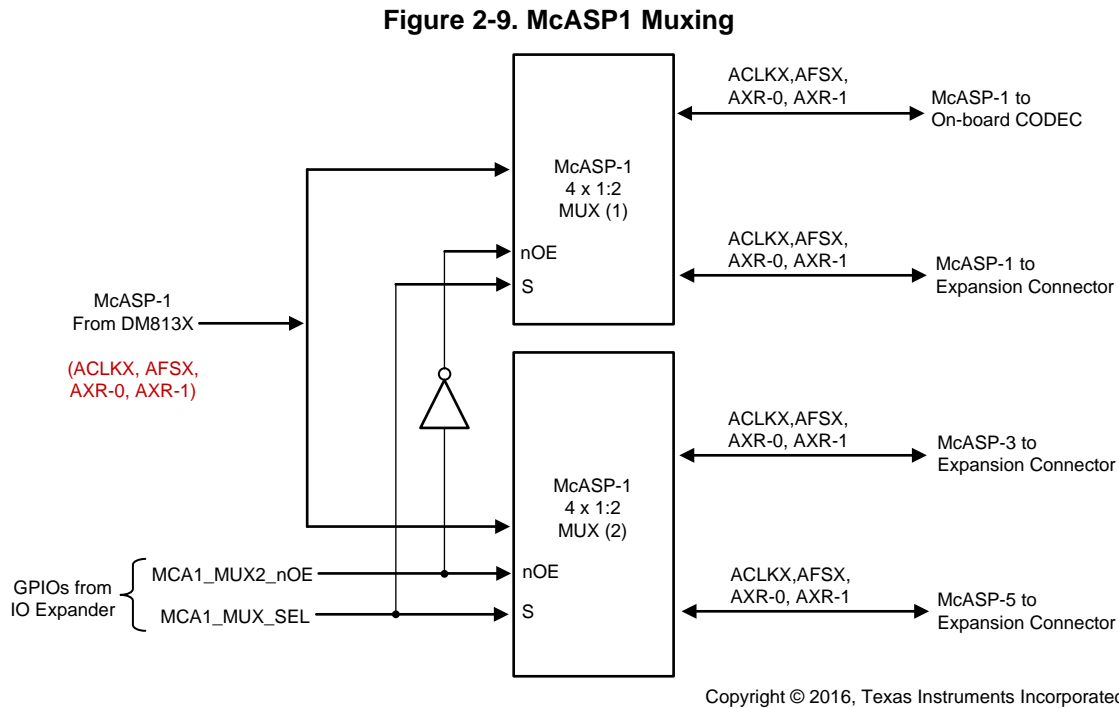 Figure 2-9. McASP1 Muxing
ACLKX,AFSX,
AXR-0, AXR-1
McASP-1 to
On-board CODEC
McASP-1
4 x 1:2
MUX (1)
nOE
S
ACLKX,AFSX,
AXR-0, AXR-1
McASP-1 to
Expansion Connector
McASP-1
From DM813X
(ACLKX, AFSX,
AXR-0, AXR-1)
ACLKX,AFSX,
AXR-0, AXR-1
McASP-3 to
Expansion Connector
McASP-1
4 x 1:2
MUX (2)
nOE
S
ACLKX,AFSX,
AXR-0, AXR-1
McASP-5 to
Expansion Connector
GPIOs from
IO Expander
MCA1_MUX2_nOE
MCA1_MUX_SEL
Copyright © 2016, Texas Instruments Incorporated